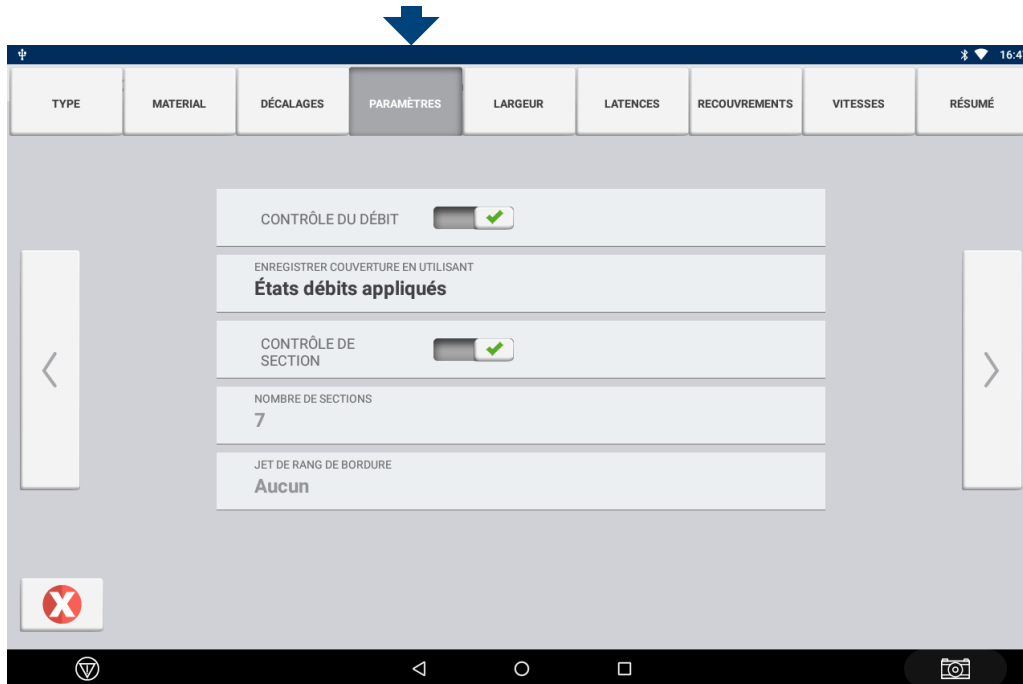 16:4
TYPE
MATERIAL
DÉCALAGES
PARAMÈTRES
LARGEUR
LATENCES
RECOUVREMENTS
VITESSES
RÉSUMÉ
CONTRÔLE DU DÉBIT
ENREGISTRER COUVERTURE EN UTILISANT
États débits appliqués
CONTRÔLE DE
SECTION
NOMBRE DE SECTIONS
7
JET DE RANG DE BORDURE
Aucun